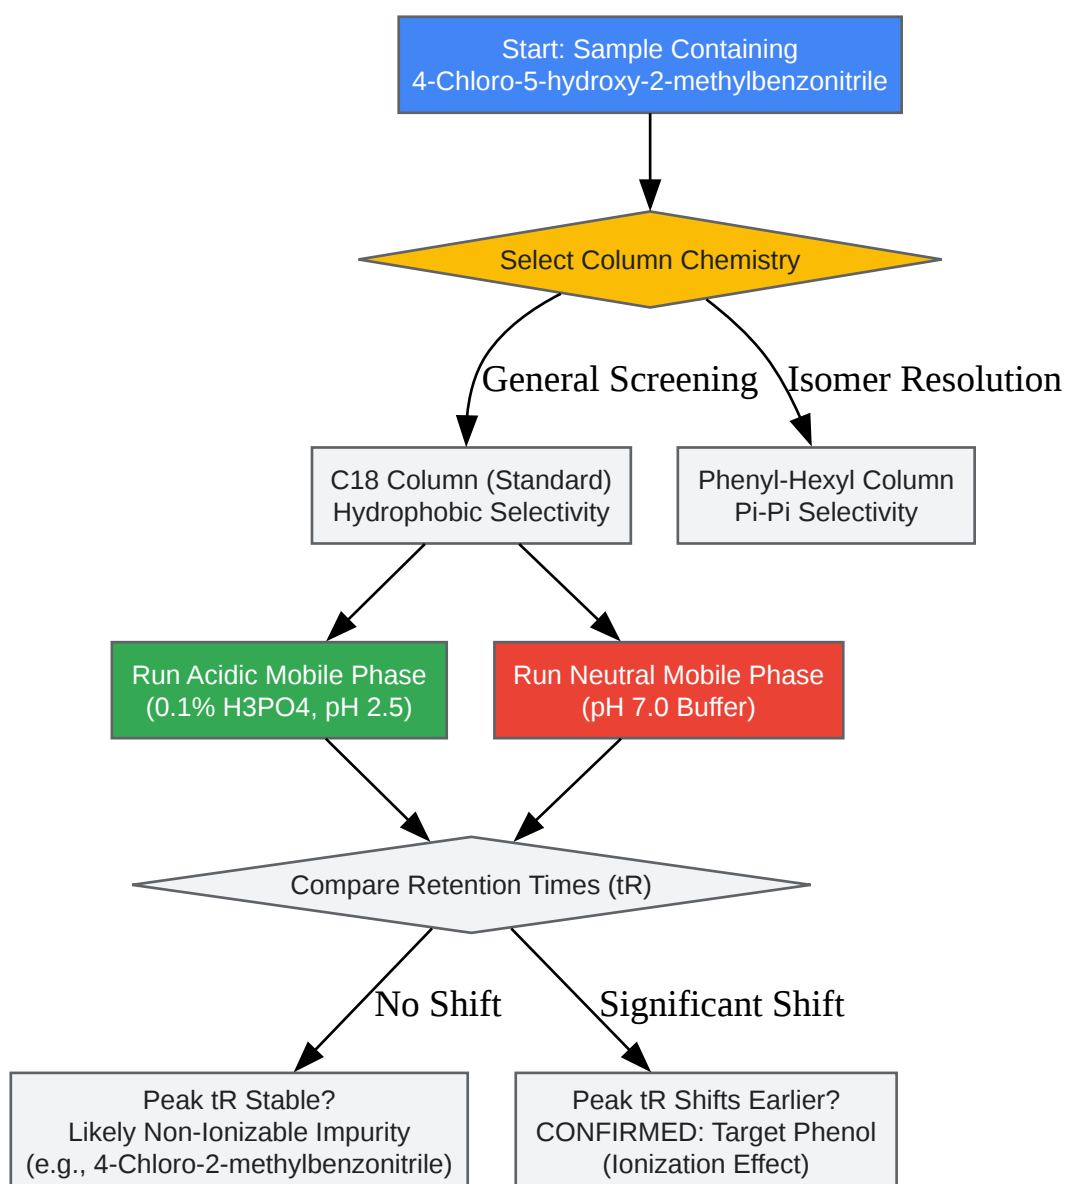 Start: Sample Containing
4-Chloro-5-hydroxy-2-methylbenzonitrile
Select Column Chemistry
General Screening
Isomer Resolution
C18 Column (Standard)
Hydrophobic Selectivity
Phenyl-Hexyl Column
Pi-Pi Selectivity
Run Acidic Mobile Phase
(0.1% H3PO4, pH 2.5)
Run Neutral Mobile Phase
(pH 7.0 Buffer)
Compare Retention Times (tR)
No Shift
Significant Shift
Peak tR Stable?
Likely Non-Ionizable Impurity
(e.g., 4-Chloro-2-methylbenzonitrile)
Peak tR Shifts Earlier?
CONFIRMED: Target Phenol
(Ionization Effect)